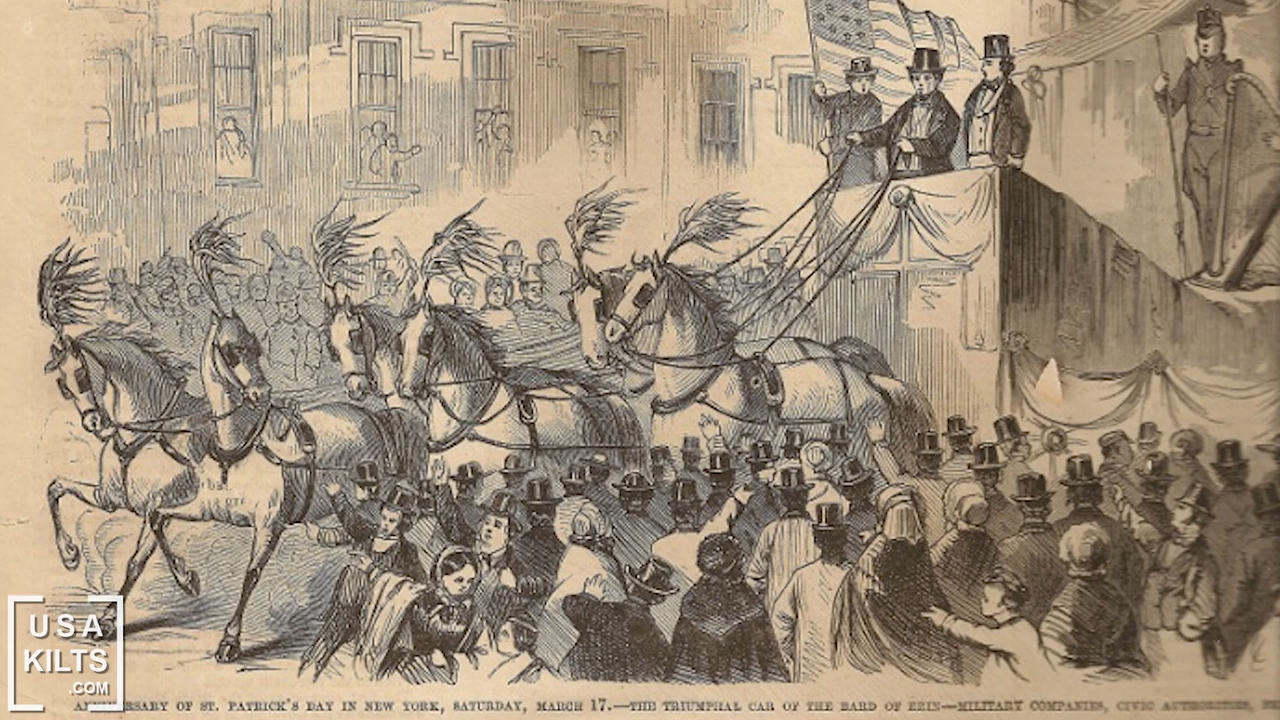 USA
KILTS
.COM
ANNIVERSARY OF ST. PATRICK'S DAY IN NEW YORK, SATURDAY, MARCH 17.—THE TRIUMPHAL CAR OF THE BARD OF ERIN—MILITARY COMPANIES, CIVIC AUTHORITIES,